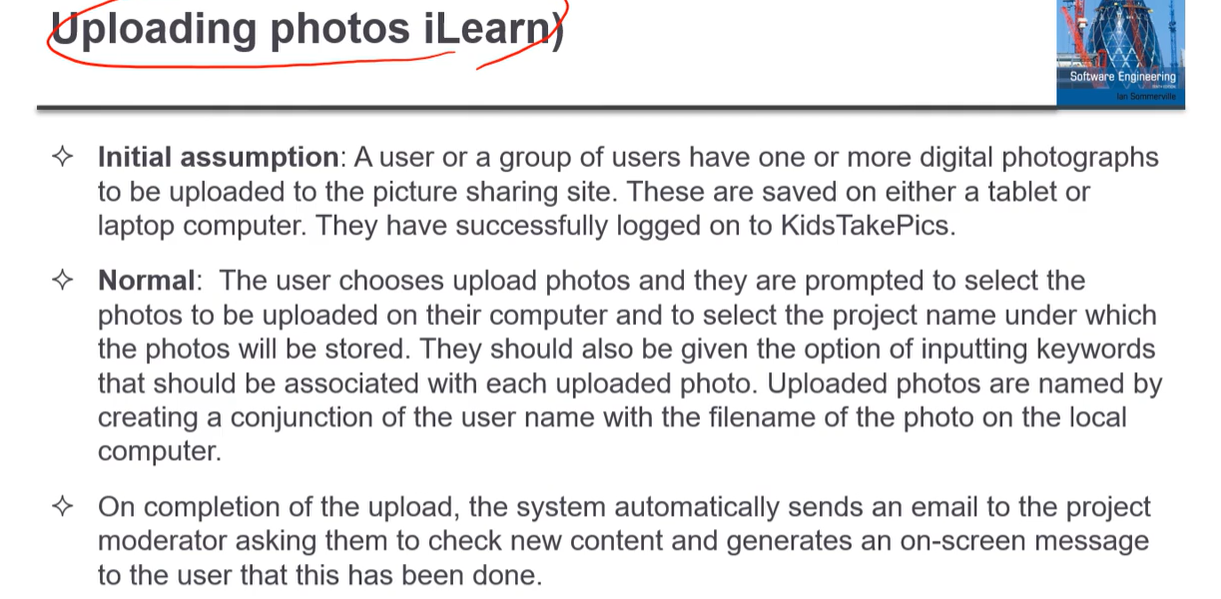 Uploading photos iLearn)
Software Engineering
Ian Sommerville
✧ Initial assumption: A user or a group of users have one or more digital photographs
to be uploaded to the picture sharing site. These are saved on either a tablet or
laptop computer. They have successfully logged on to KidsTakePics.
✧ Normal: The user chooses upload photos and they are prompted to select the
photos to be uploaded on their computer and to select the project name under which
the photos will be stored. They should also be given the option of inputting keywords
that should be associated with each uploaded photo. Uploaded photos are named by
creating a conjunction of the user name with the filename of the photo on the local
computer.
✧ On completion of the upload, the system automatically sends an email to the project
moderator asking them to check new content and generates an on-screen message
to the user that this has been done.